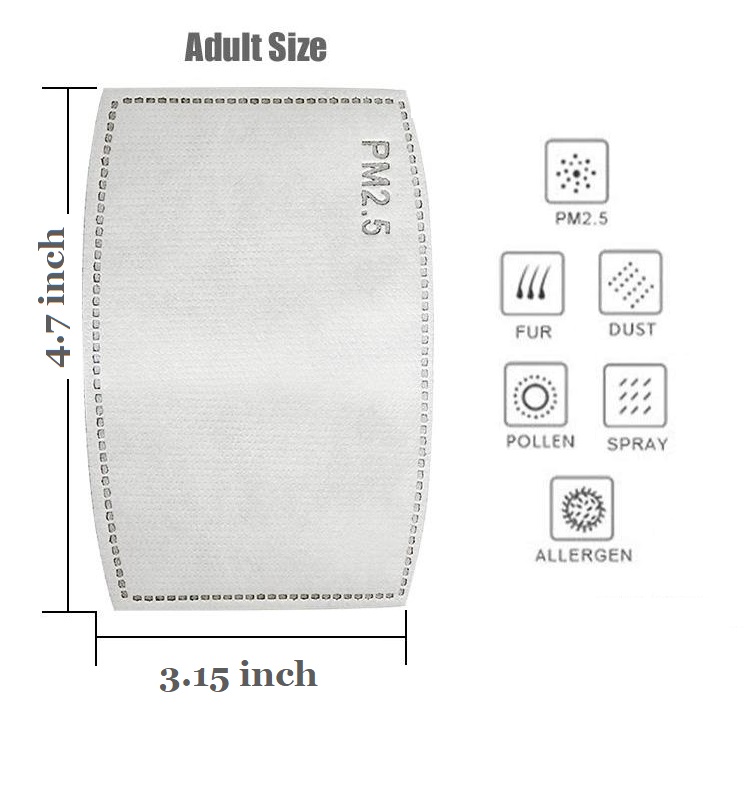 Adult Size
PM2.5
4.7 inch
3.15 inch
PM2.5
FUR
DUST
POLLEN
SPRAY
ALLERGEN